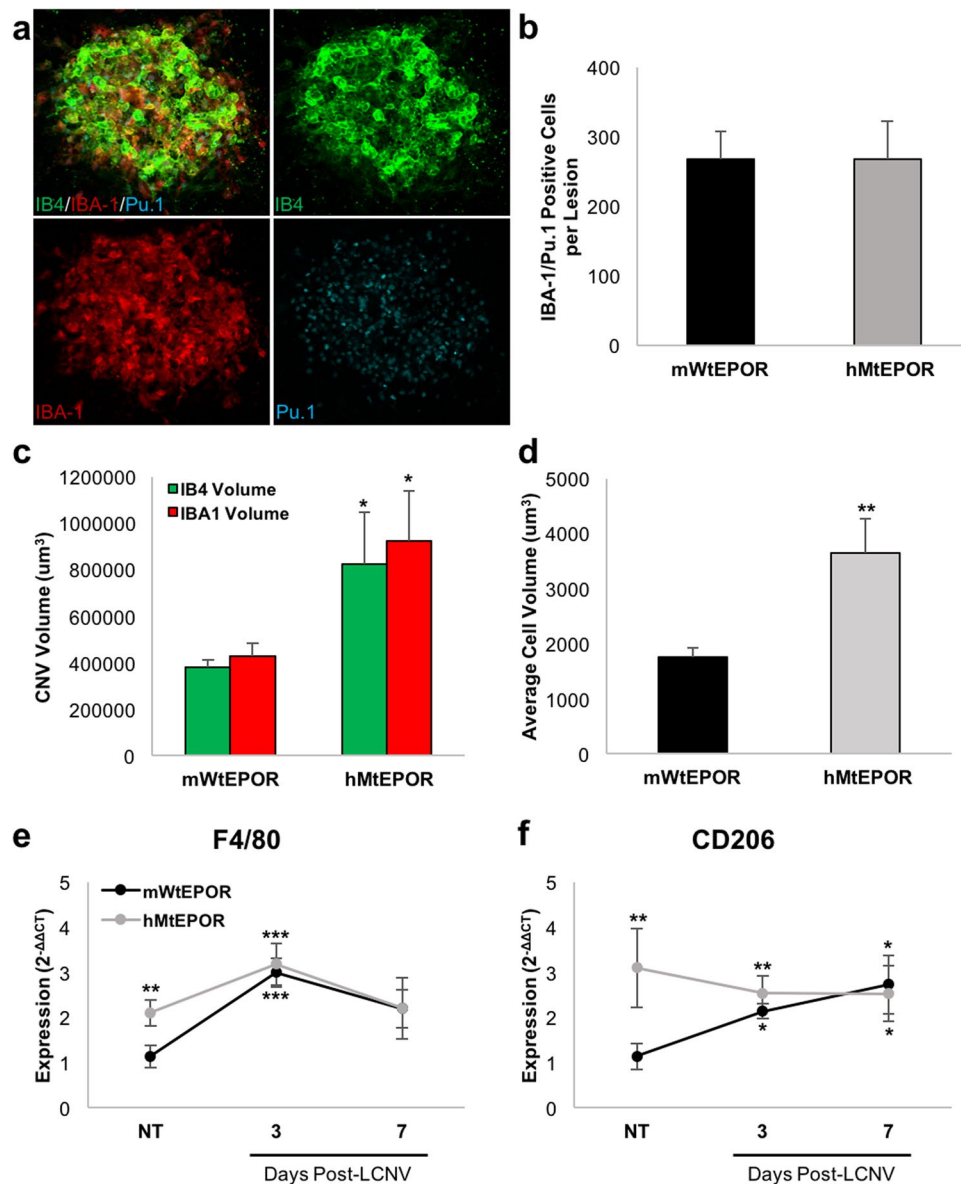 a
IB4/IBA-1/Pu.1
IB4
IBA-1
Pu.1
b
IBA-1/Pu.1 Positive Cells
per Lesion
400
300
200
100
0
mWtEPOR
hMtEPOR
c
CNV Volume (um³)
1200000
1000000
800000
600000
400000
200000
0
IB4 Volume
IBA1 Volume
*
*
mWtEPOR
hMtEPOR
d
Average Cell Volume (um³)
5000
4000
3000
2000
1000
0
**
mWtEPOR
hMtEPOR
e
F4/80
Expression (2-ΔΔCT)
5
4
3
2
1
0
mWtEPOR
hMtEPOR
**
***
***
NT
3
7
Days Post-LCNV
f
CD206
Expression (2-ΔΔCT)
5
4
3
2
1
0
**
**
*
*
*
NT
3
7
Days Post-LCNV